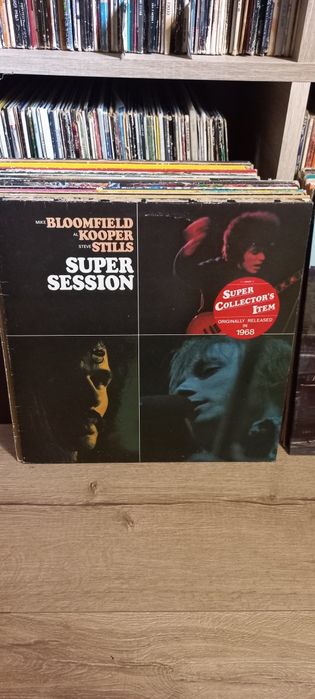 MIKE BLOOMFIELD
AL KOOPER
STEVE STILLS
SUPER
SESSION
SUPER
COLLECTOR'S
ITEM
ORIGINALLY RELEASED
IN
1968